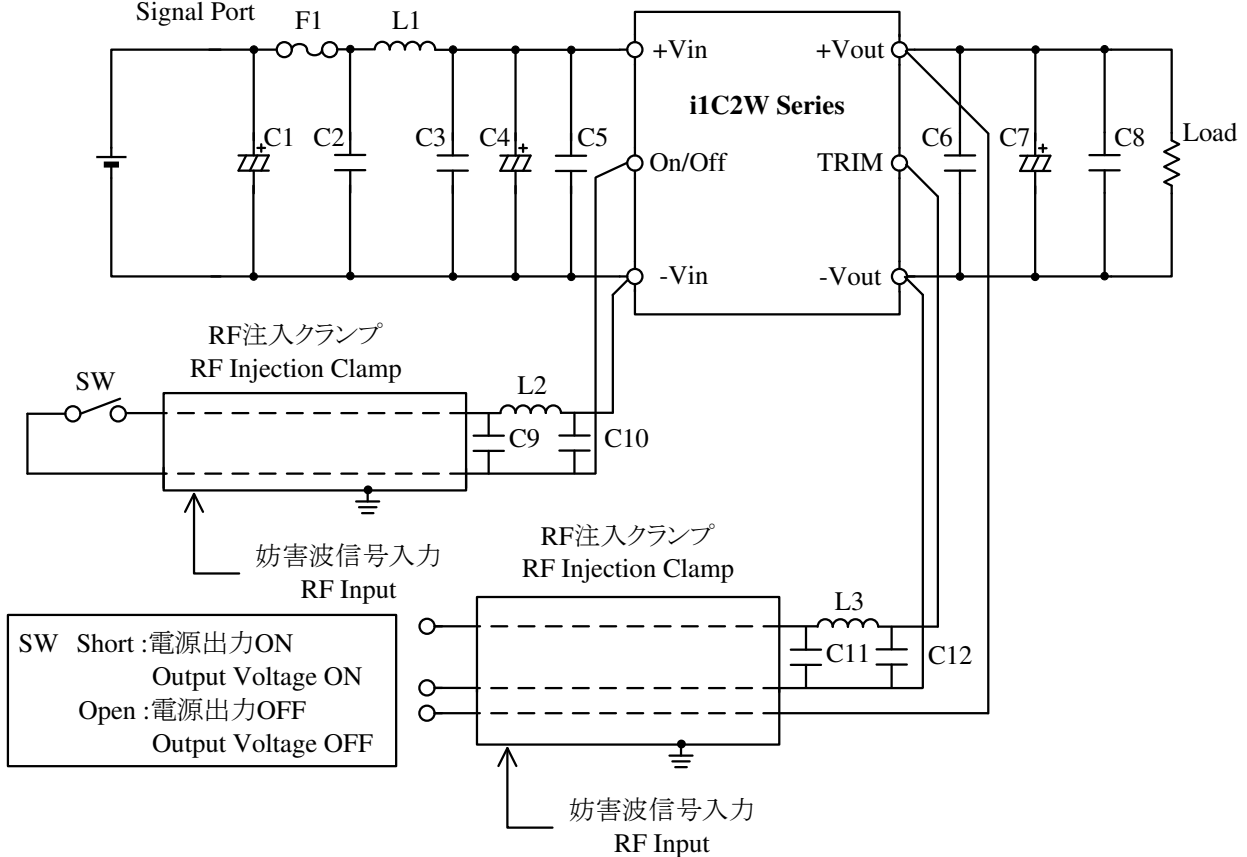 Signal Port
F1
L1
+Vin
+Vout
i1C2W Series
C1
C2
C3
C4
C5
C6
C7
C8
Load
+
+
+
On/Off
TRIM
-Vin
-Vout
RF注入クランプ
RF Injection Clamp
SW
L2
C9
C10
妨害波信号入力
RF Input
RF注入クランプ
RF Injection Clamp
L3
C11
C12
SW Short :電源出力ON
Output Voltage ON
Open :電源出力OFF
Output Voltage OFF
妨害波信号入力
RF Input